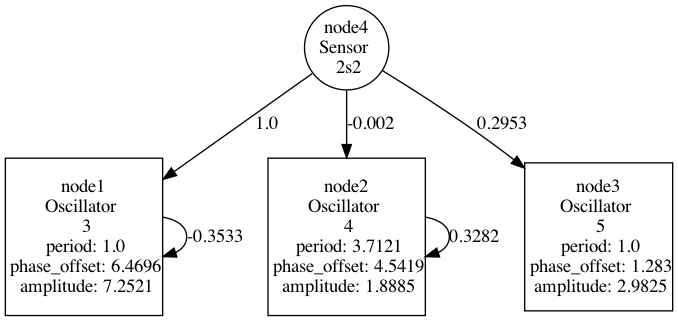 node4
Sensor
2s2
1.0
-0.002
0.2953
node1
Oscillator
3
period: 1.0
phase_offset: 6.4696
amplitude: 7.2521
-0.3533
node2
Oscillator
4
period: 3.7121
phase_offset: 4.5419
amplitude: 1.8885
0.3282
node3
Oscillator
5
period: 1.0
phase_offset: 1.283
amplitude: 2.9825